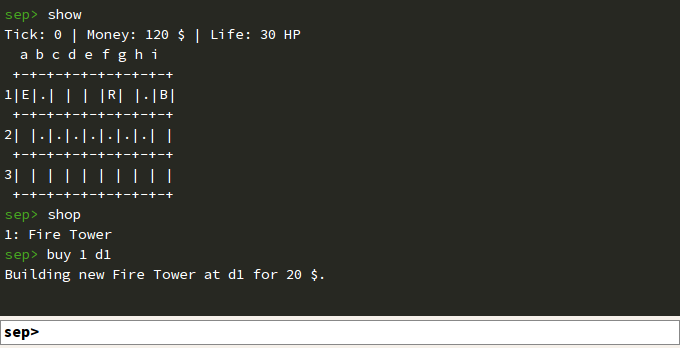 sep> show
Tick: 0 | Money: 120 $ | Life: 30 HP
  a b c d e f g h i
 +-+-+-+-+-+-+-+-+-+
1|E|.| | | |R| |.|B|
 +-+-+-+-+-+-+-+-+-+
2| |.|.|.|.|.|.|.| |
 +-+-+-+-+-+-+-+-+-+
3| | | | | | | | | |
 +-+-+-+-+-+-+-+-+-+
sep> shop
1: Fire Tower
sep> buy 1 d1
Building new Fire Tower at d1 for 20 $.
sep>